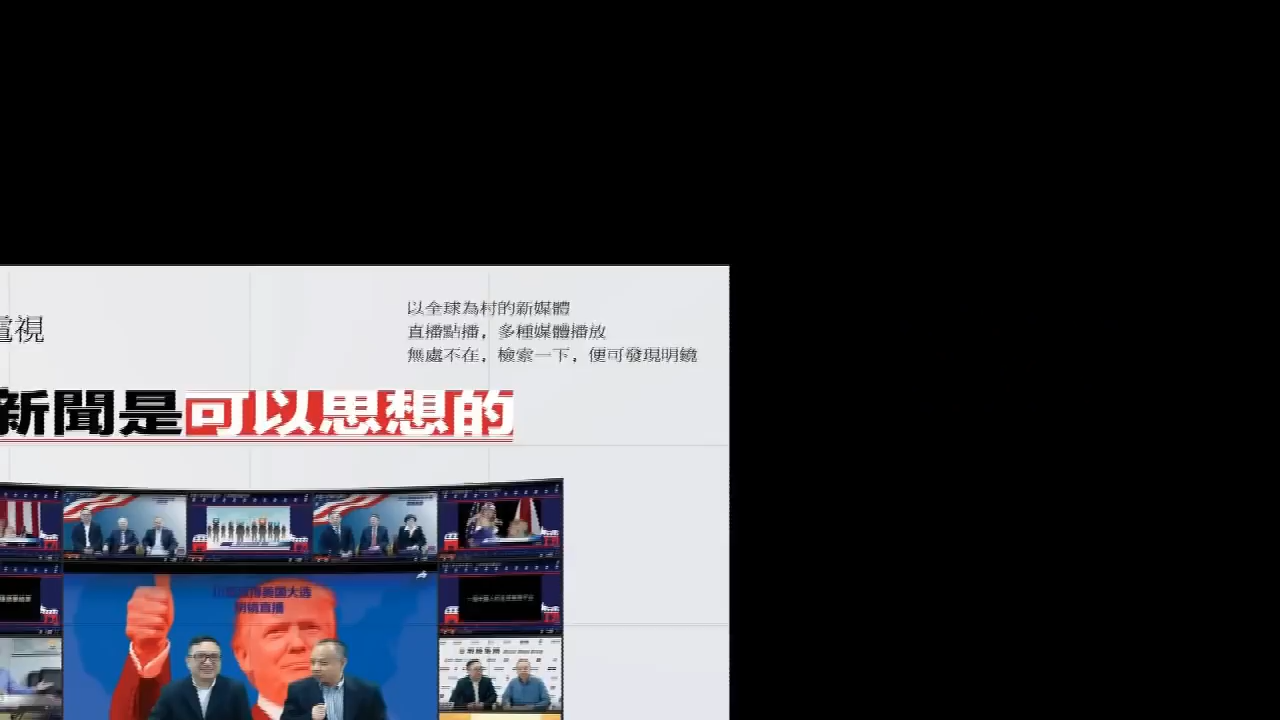 以全球為村的新媒體
直播點播，多種媒體播放
無處不在，檢索一下，便可發現明鏡
電視
新聞是可以思想的
明镜直播